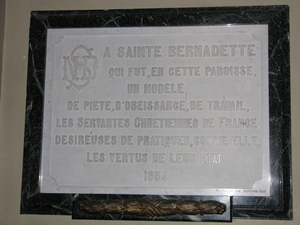 A SAINTE BERNADETTE
QUI FUT, EN CETTE PAROISSE,
UN MODELE,
DE PIETE, D'OBEISSANCE, DE TRAVAIL,
LES SERVANTES CHRETIENNES DE FRANCE
DESIREUSES DE PRATIQUER, COMME ELLE,
LES VERTUS DE LEUR ETAT